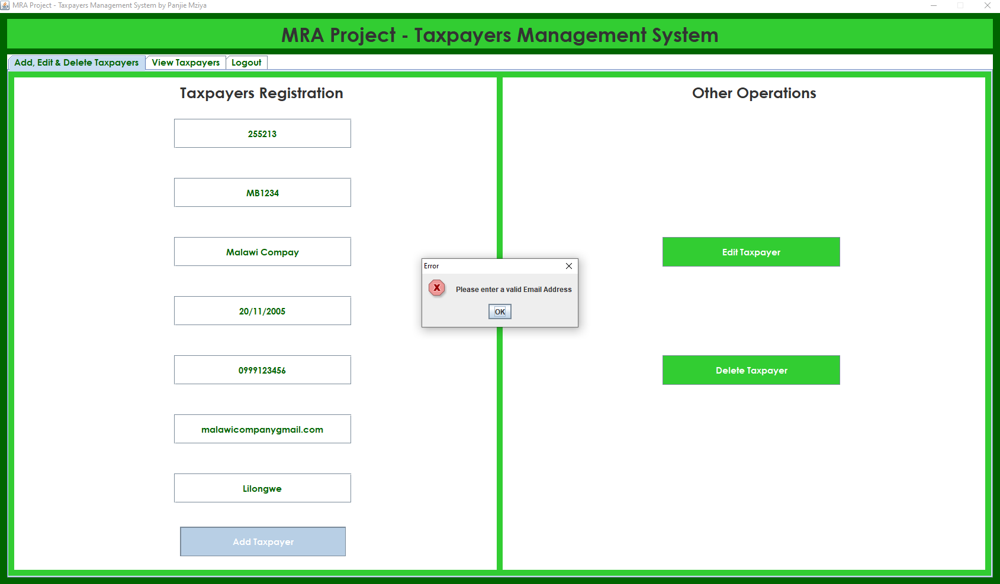 MRA Project - Taxpayers Management System by Panjie Mziya
MRA Project - Taxpayers Management System
Add, Edit & Delete Taxpayers
View Taxpayers
Logout
Taxpayers Registration
255213
MB1234
Malawi Compay
20/11/2005
0999123456
malawicompanygmail.com
Lilongwe
Add Taxpayer
Other Operations
Edit Taxpayer
Delete Taxpayer
Error
X
Please enter a valid Email Address
OK